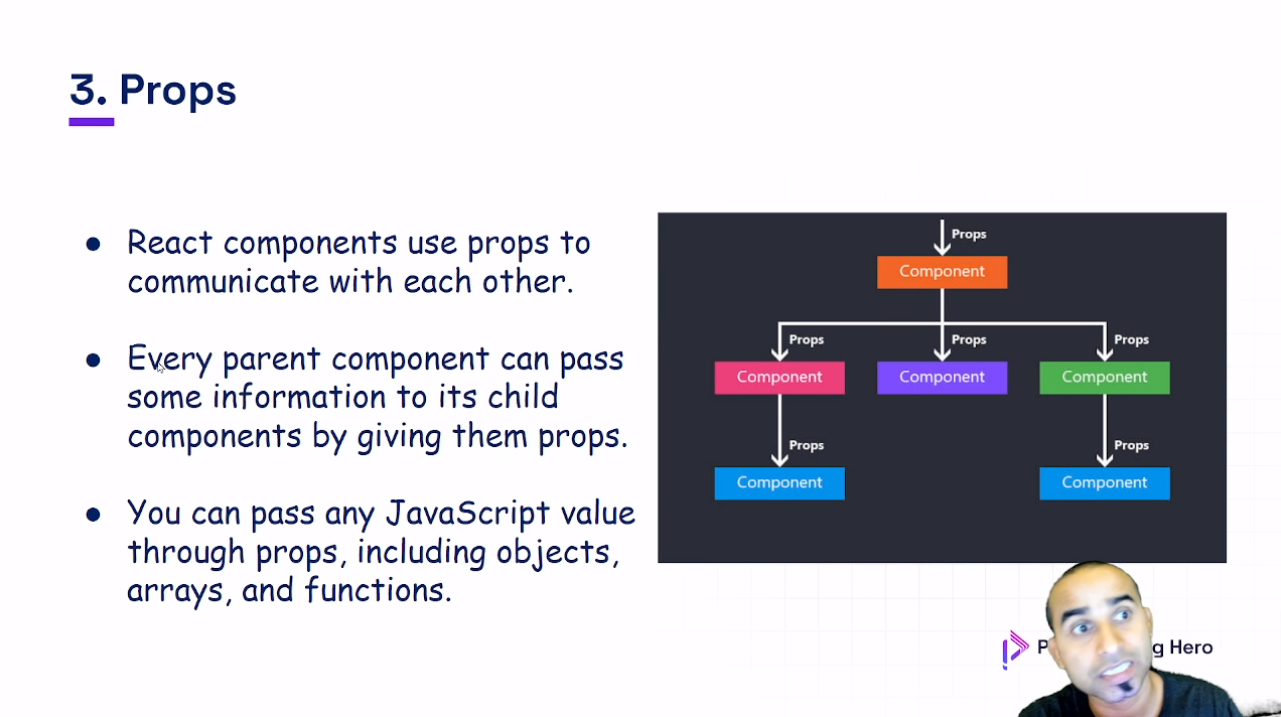 3. Props
● React components use props to
communicate with each other.
● Every parent component can pass
some information to its child
components by giving them props.
● You can pass any JavaScript value
through props, including objects,
arrays, and functions.
Props
Component
Props
Props
Props
Component
Component
Component
Props
Props
Component
Component
Hero